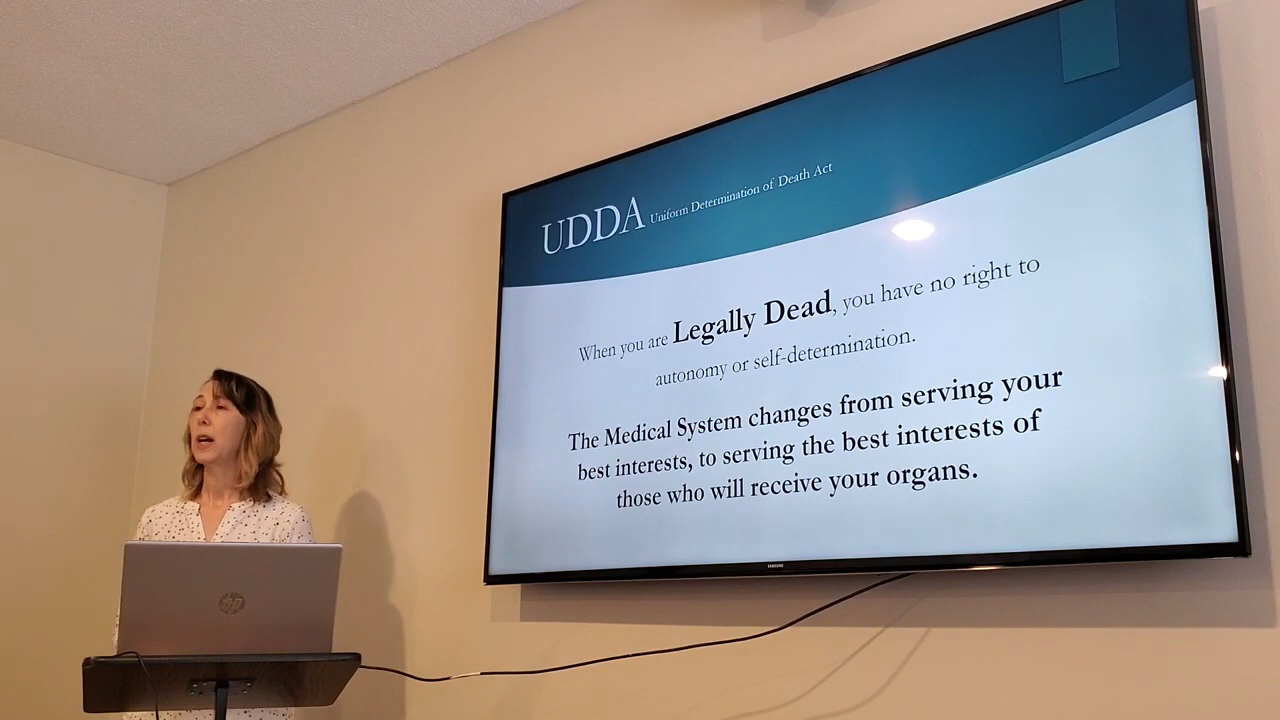 UDDA Uniform Determination of Death Act
When you are Legally Dead, you have no right to
autonomy or self-determination.
The Medical System changes from serving your
best interests, to serving the best interests of
those who will receive your organs.
SAMSUNG
hp